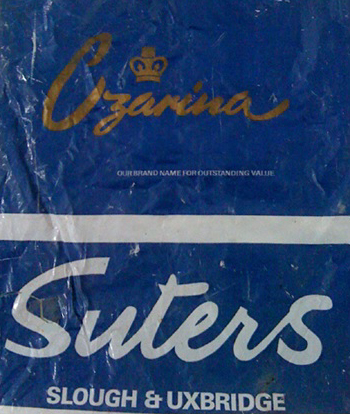 Czarina
OUR BRAND NAME FOR OUTSTANDING VALUE
Suters
SLOUGH & UXBRIDGE